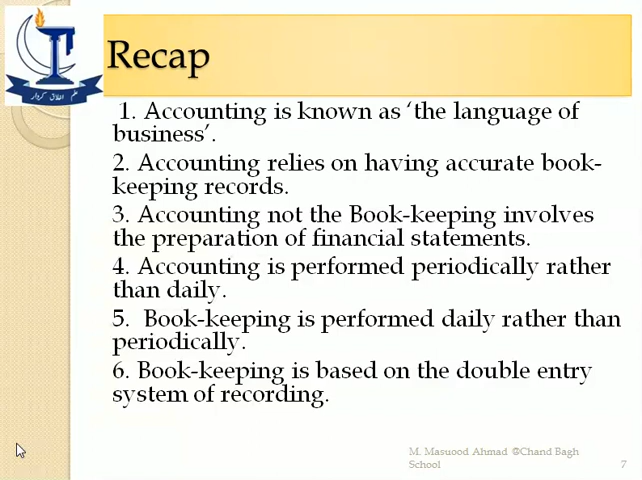 Recap
علم اخلاق کردار
1. Accounting is known as ‘the language of
business’.
2. Accounting relies on having accurate book-
keeping records.
3. Accounting not the Book-keeping involves
the preparation of financial statements.
4. Accounting is performed periodically rather
than daily.
5. Book-keeping is performed daily rather than
periodically.
6. Book-keeping is based on the double entry
system of recording.
M. Masuood Ahmad @Chand Bagh
School
7